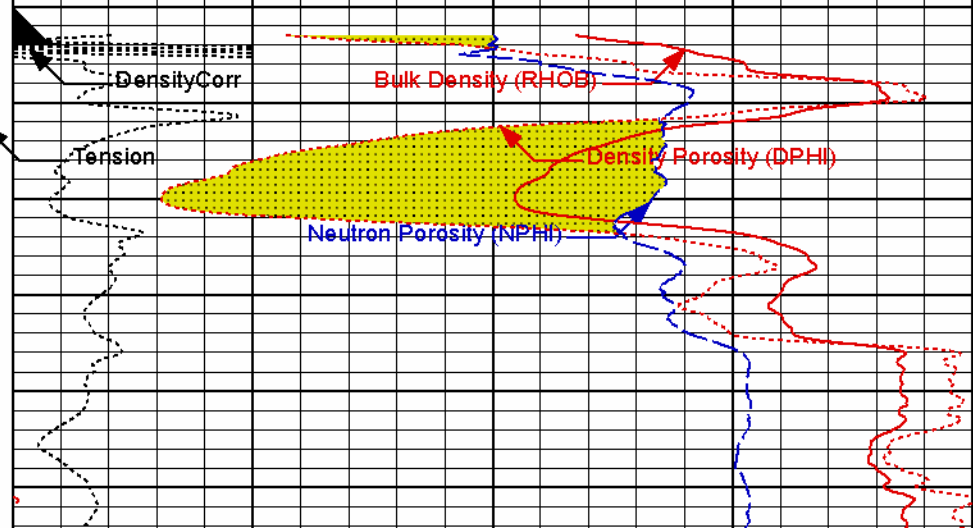 DensityCorr
Bulk Density (RHOB)
Tension
Density Porosity (DPHI)
Neutron Porosity (NPHI)